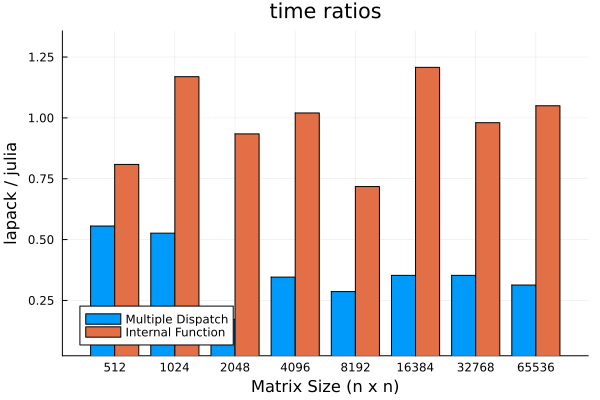 time ratios
lapack / julia
1.25
1.00
0.75
0.50
0.25
Multiple Dispatch
Internal Function
512 1024 2048 4096 8192 16384 32768 65536
Matrix Size (n x n)